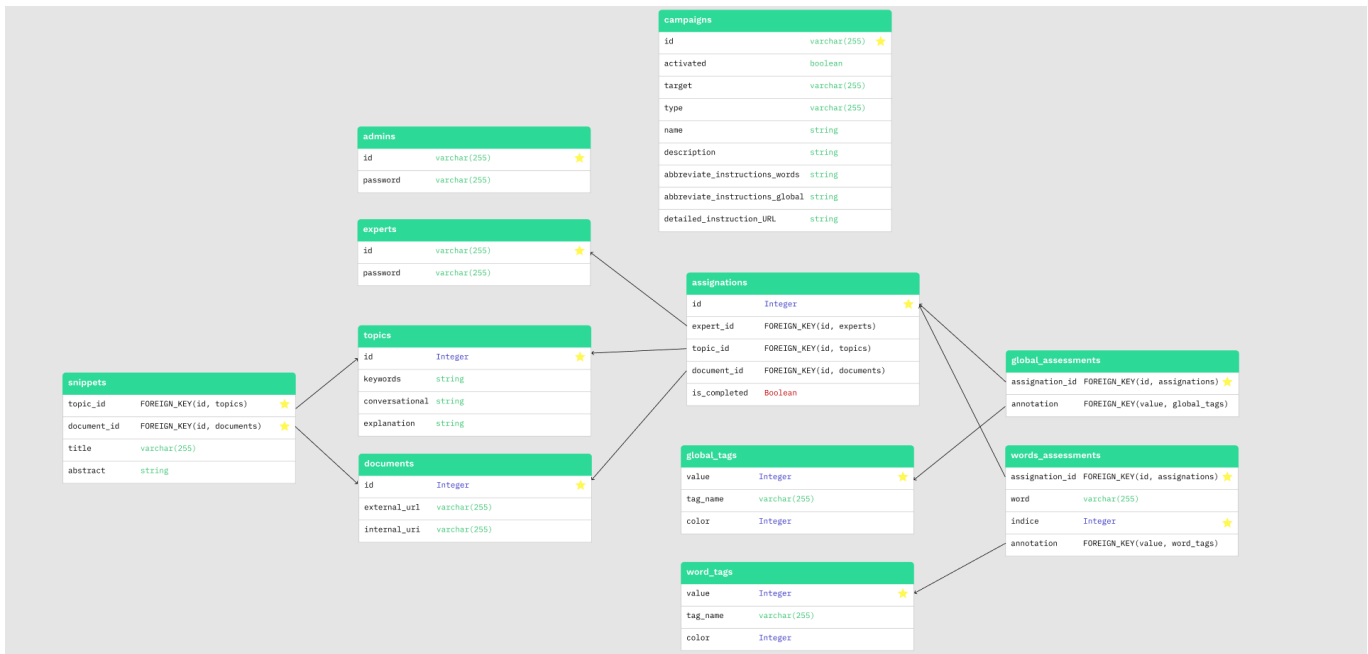 campaigns
id varchar(255)
activated boolean
target varchar(255)
type varchar(255)
name string
description string
abbreviate_instructions_words string
abbreviate_instructions_global string
detailed_instruction_URL string
admins
id varchar(255)
password varchar(255)
experts
id varchar(255)
password varchar(255)
assignations
id Integer
expert_id FOREIGN_KEY(id, experts)
topic_id FOREIGN_KEY(id, topics)
document_id FOREIGN_KEY(id, documents)
is_completed Boolean
topics
id Integer
keywords string
conversational string
explanation string
global_assessments
assignation_id FOREIGN_KEY(id, assignations)
annotation FOREIGN_KEY(value, global_tags)
snippets
topic_id FOREIGN_KEY(id, topics)
document_id FOREIGN_KEY(id, documents)
title varchar(255)
abstract string
documents
id Integer
external_url varchar(255)
internal_uri varchar(255)
global_tags
value Integer
tag_name varchar(255)
color Integer
words_assessments
assignation_id FOREIGN_KEY(id, assignations)
word varchar(255)
indice Integer
annotation FOREIGN_KEY(value, word_tags)
word_tags
value Integer
tag_name varchar(255)
color Integer